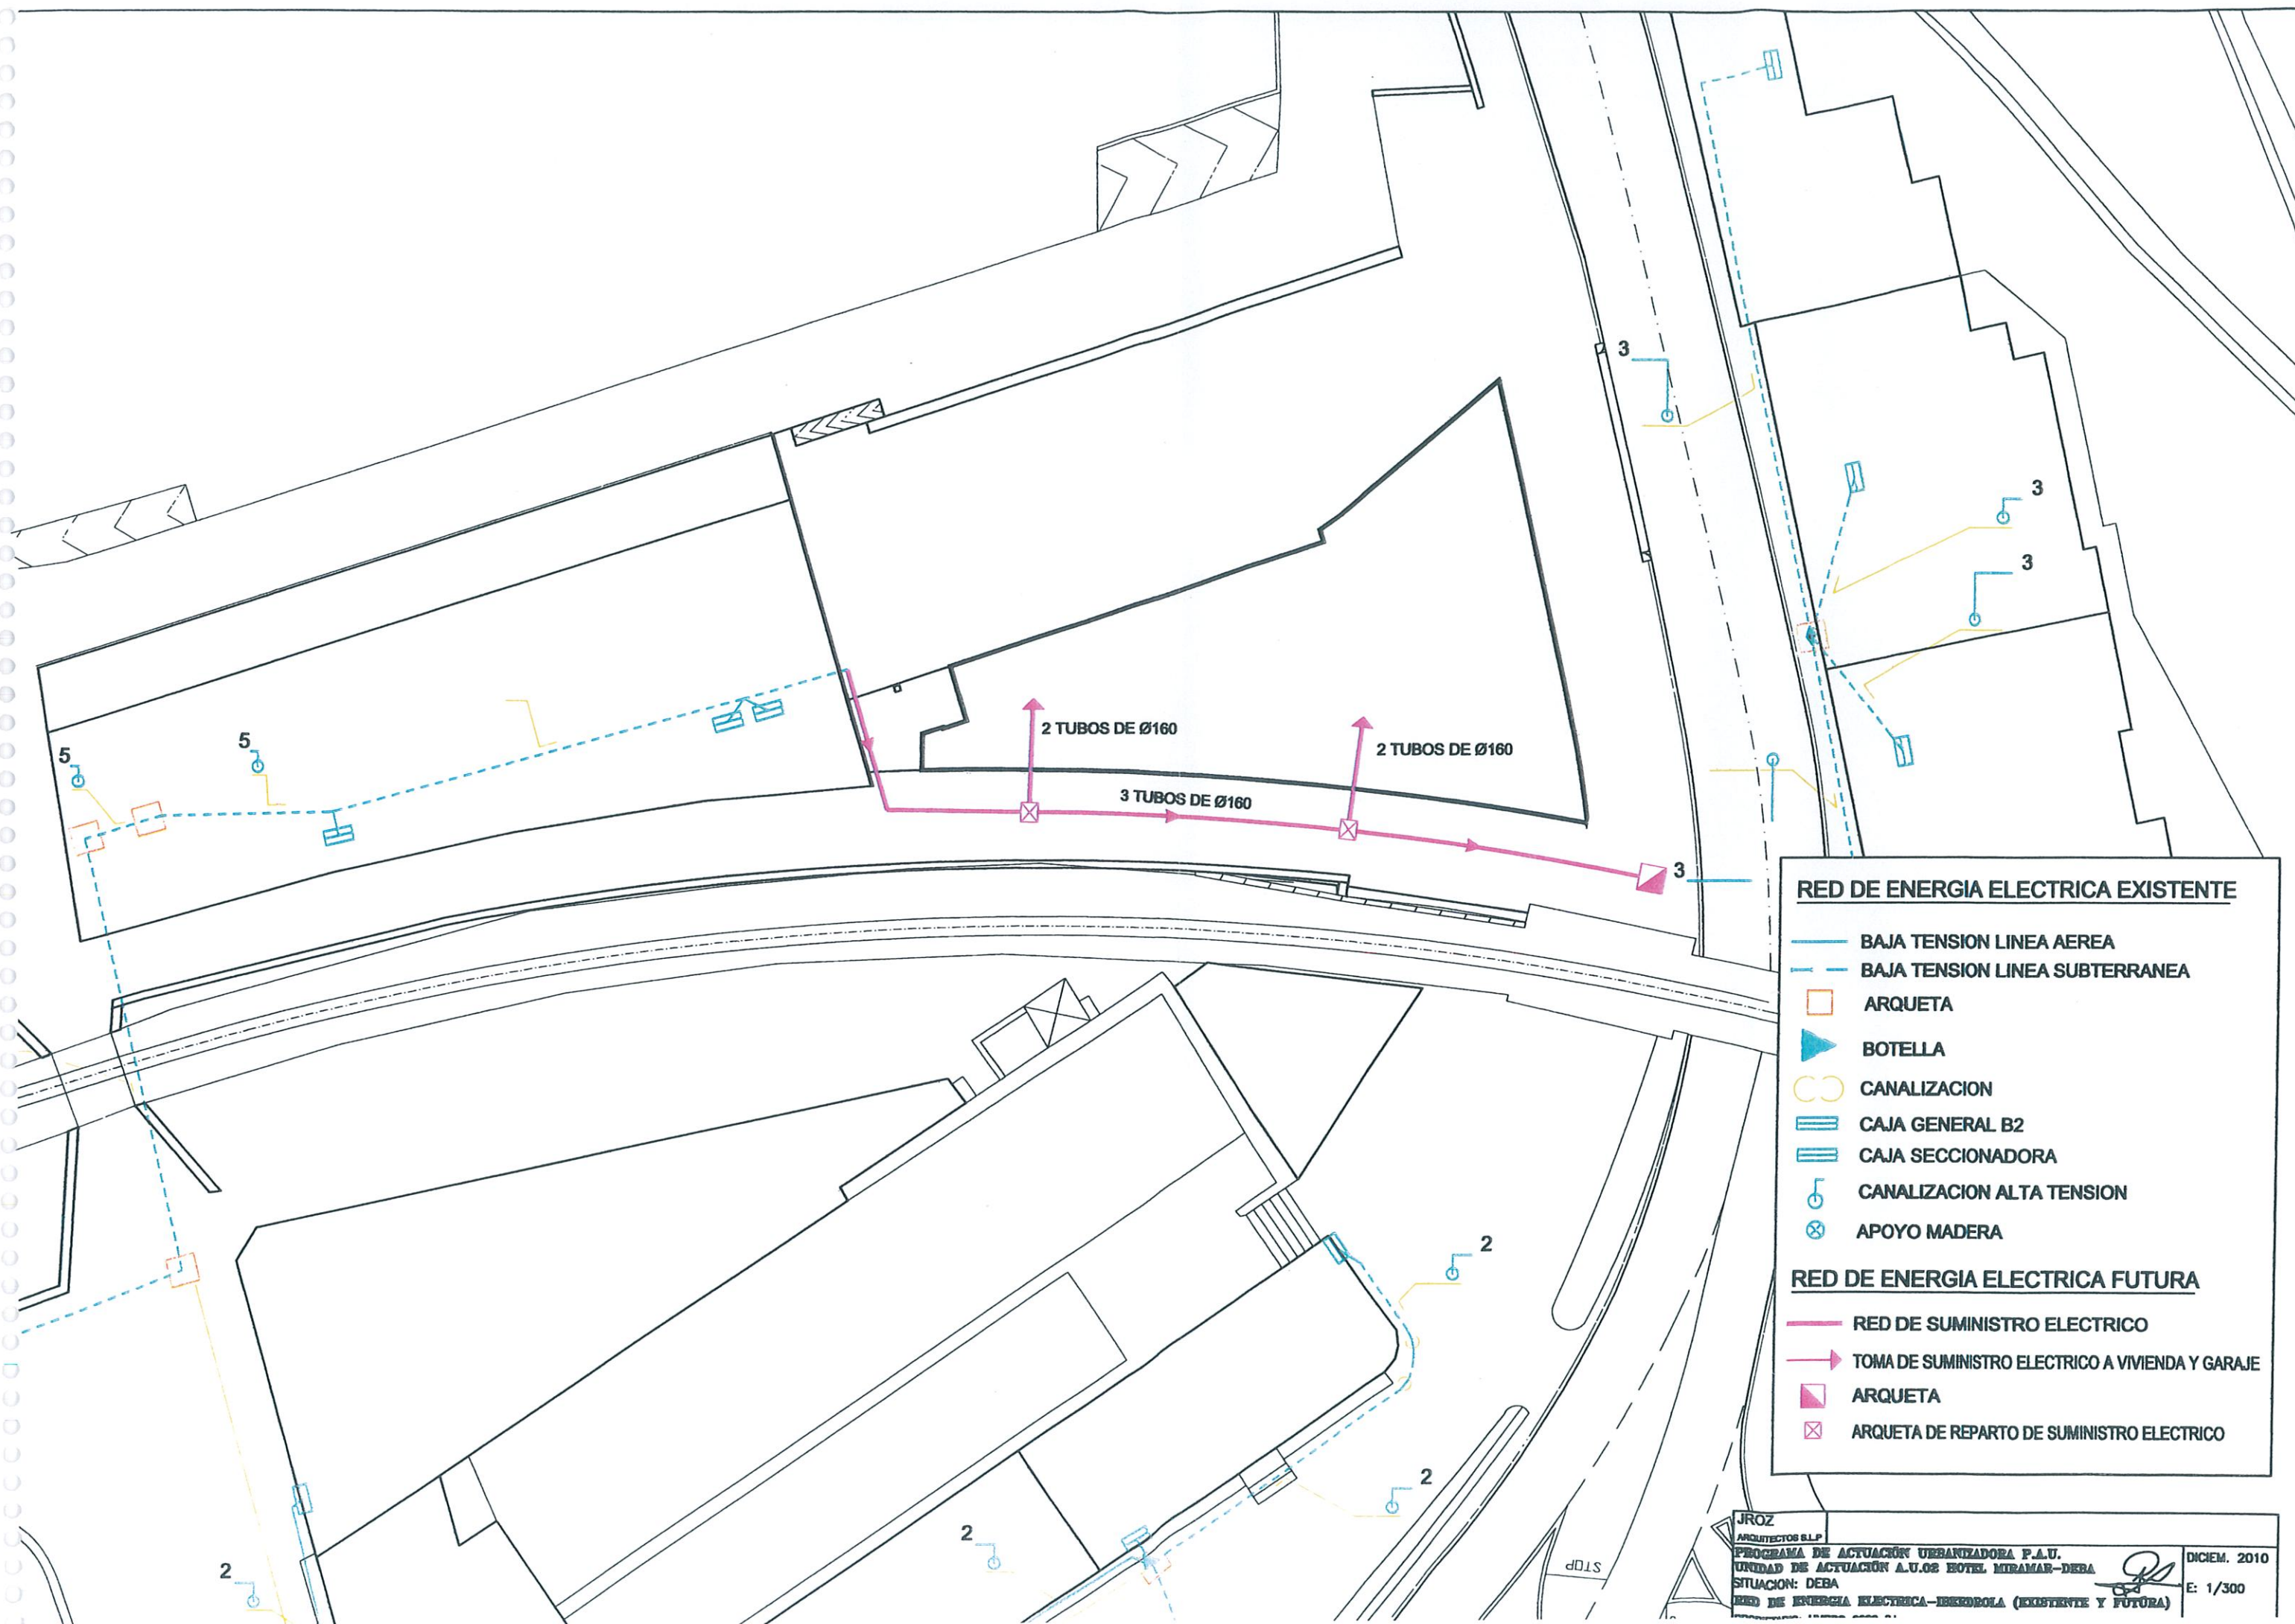 3
3
3
5
5
2 TUBOS DE Ø160
2 TUBOS DE Ø160
3 TUBOS DE Ø160
3
RED DE ENERGIA ELECTRICA EXISTENTE
BAJA TENSION LINEA AEREA
BAJA TENSION LINEA SUBTERRANEA
ARQUETA
BOTELLA
CANALIZACION
CAJA GENERAL B2
CAJA SECCIONADORA
CANALIZACION ALTA TENSION
APOYO MADERA
RED DE ENERGIA ELECTRICA FUTURA
RED DE SUMINISTRO ELECTRICO
TOMA DE SUMINISTRO ELECTRICO A VIVIENDA Y GARAJE
ARQUETA
ARQUETA DE REPARTO DE SUMINISTRO ELECTRICO
2
2
2
2
STOP
JROZ
ARQUITECTOS S.L.P
PROGRAMA DE ACTUACIÓN URBANIZADORA P.A.U.
UNIDAD DE ACTUACIÓN A.U.02 HOTEL MIRAMAR-DEBA
SITUACION: DEBA
RED DE ENERGIA ELECTRICA-IBERDROLA (EXISTENTE Y FUTURA)
DICIEM. 2010
E: 1/300